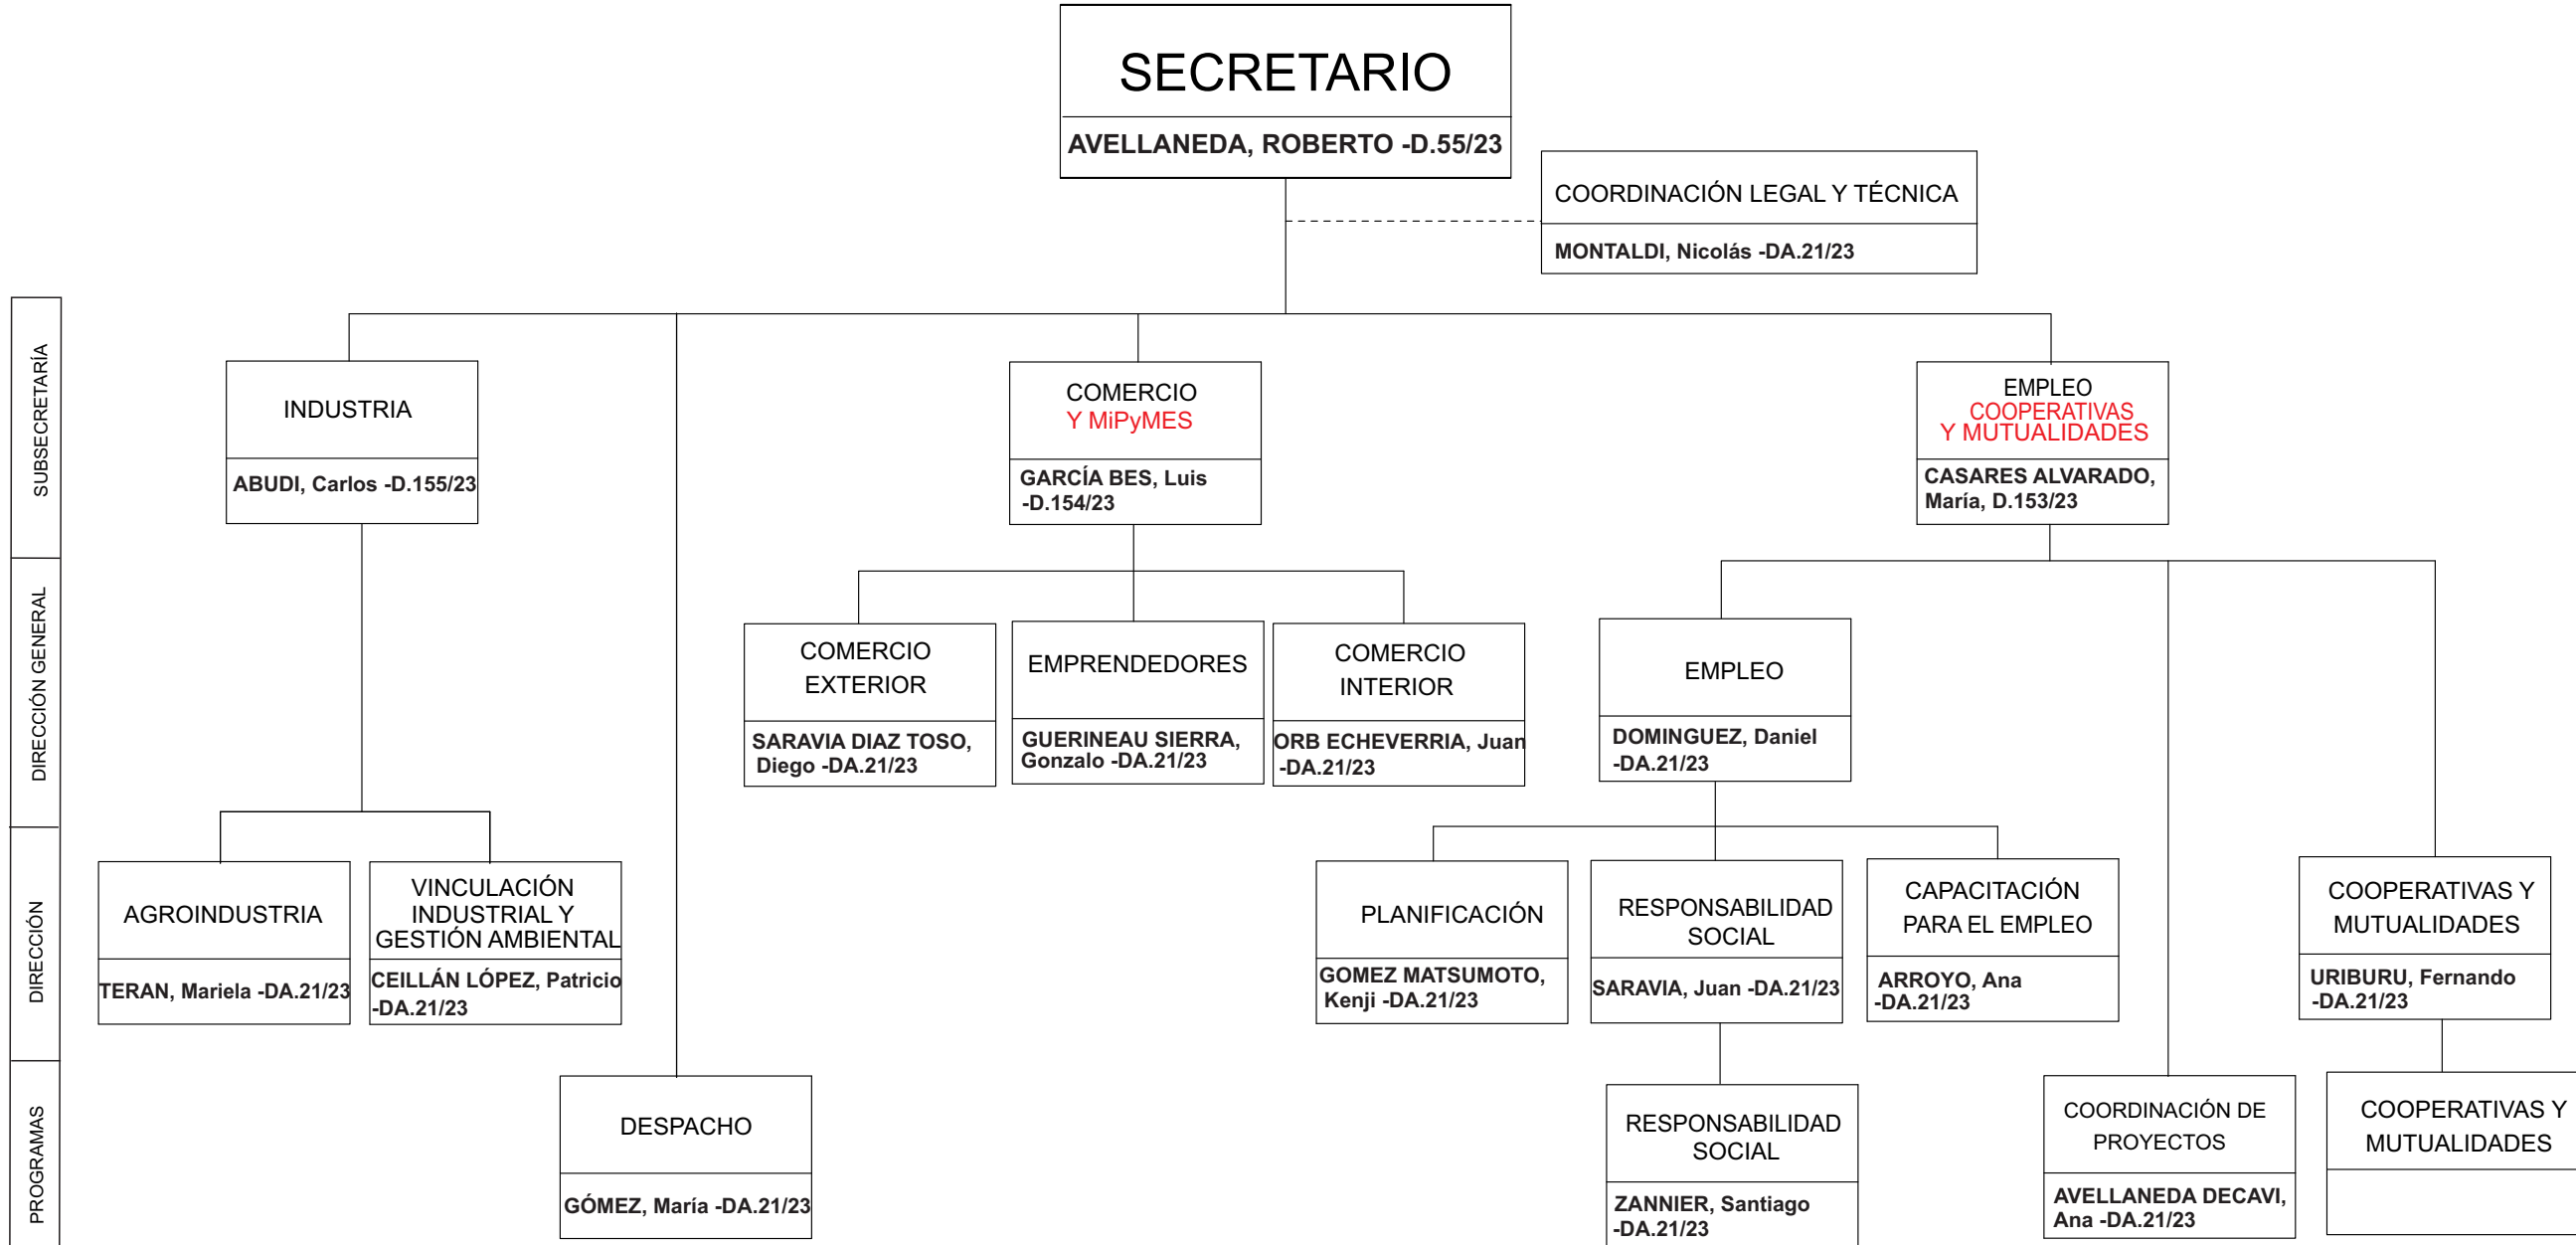 SECRETARIO
AVELLANEDA, ROBERTO -D.55/23
COORDINACIÓN LEGAL Y TÉCNICA
MONTALDI, Nicolás -DA.21/23
SUBSECRETARÍA
INDUSTRIA
ABUDI, Carlos -D.155/23
COMERCIO
Y MiPyMES
GARCÍA BES, Luis
-D.154/23
EMPLEO
COOPERATIVAS
Y MUTUALIDADES
CASARES ALVARADO,
María, D.153/23
DIRECCIÓN GENERAL
COMERCIO
EXTERIOR
SARAVIA DIAZ TOSO,
Diego -DA.21/23
EMPRENDEDORES
GUERINEAU SIERRA,
Gonzalo -DA.21/23
COMERCIO
INTERIOR
ORB ECHEVERRIA, Juan
-DA.21/23
EMPLEO
DOMINGUEZ, Daniel
-DA.21/23
DIRECCIÓN
AGROINDUSTRIA
TERAN, Mariela -DA.21/23
VINCULACIÓN
INDUSTRIAL Y
GESTIÓN AMBIENTAL
CEILLÁN LÓPEZ, Patricio
-DA.21/23
PLANIFICACIÓN
GOMEZ MATSUMOTO,
Kenji -DA.21/23
RESPONSABILIDAD
SOCIAL
SARAVIA, Juan -DA.21/23
CAPACITACIÓN
PARA EL EMPLEO
ARROYO, Ana
-DA.21/23
COOPERATIVAS Y
MUTUALIDADES
URIBURU, Fernando
-DA.21/23
PROGRAMAS
DESPACHO
GÓMEZ, María -DA.21/23
RESPONSABILIDAD
SOCIAL
ZANNIER, Santiago
-DA.21/23
COORDINACIÓN DE
PROYECTOS
AVELLANEDA DECAVI,
Ana -DA.21/23
COOPERATIVAS Y
MUTUALIDADES